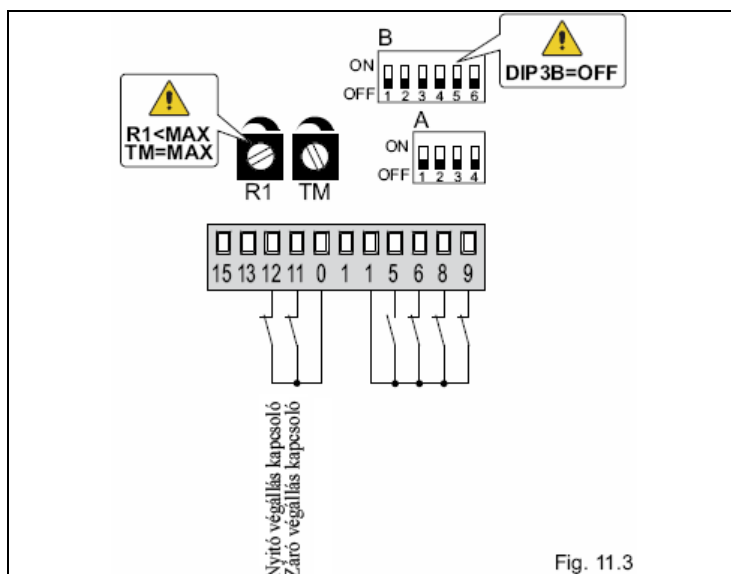 B
ON
OFF
1 2 3 4 5 6
DIP3B=OFF
A
ON
OFF
1 2 3 4
R1<MAX
TM=MAX
R1 TM
15 13 12 11 0 1 1 5 6 8 9
Nyitó végállás kapcsoló
Záró végállás kapcsoló
Fig. 11.3